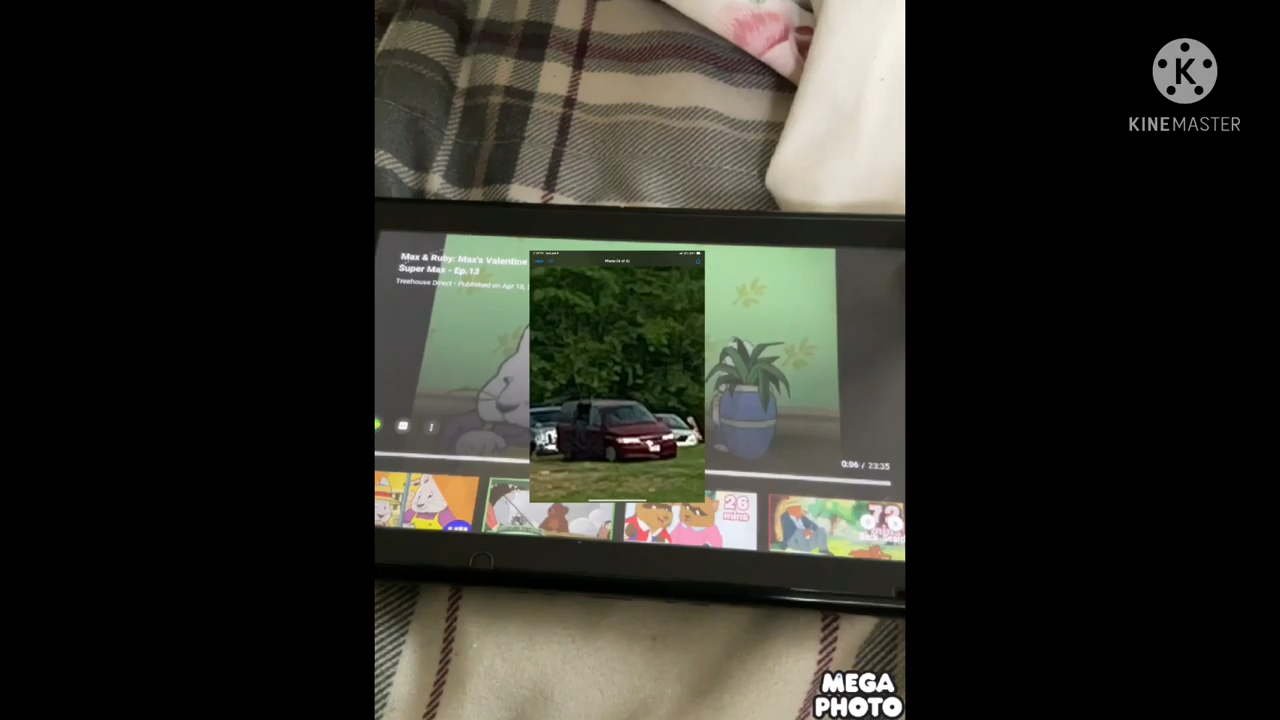 KINEMASTER
Max & Ruby: Max's Valentine
Super Max - Ep.13
Treehouse Direct • Published on Apr 18,
0:06 / 23:35
26
mins
72
MEGA
PHOTO